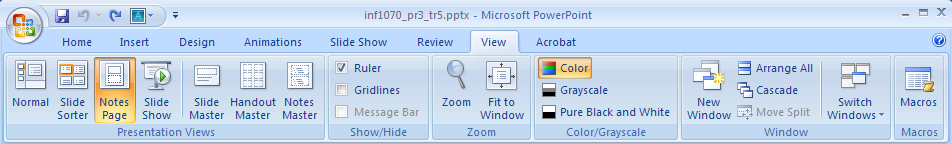 inf1070_pr3_tr5.pptx - Microsoft PowerPoint
Home Insert Design Animations Slide Show Review View Acrobat
Normal
Slide Sorter
Notes Page
Slide Show
Slide Master
Handout Master
Notes Master
Presentation Views
Ruler
Gridlines
Message Bar
Show/Hide
Zoom
Fit to Window
Zoom
Color
Grayscale
Pure Black and White
Color/Grayscale
New Window
Arrange All
Cascade
Move Split
Switch Windows
Window
Macros
Macros